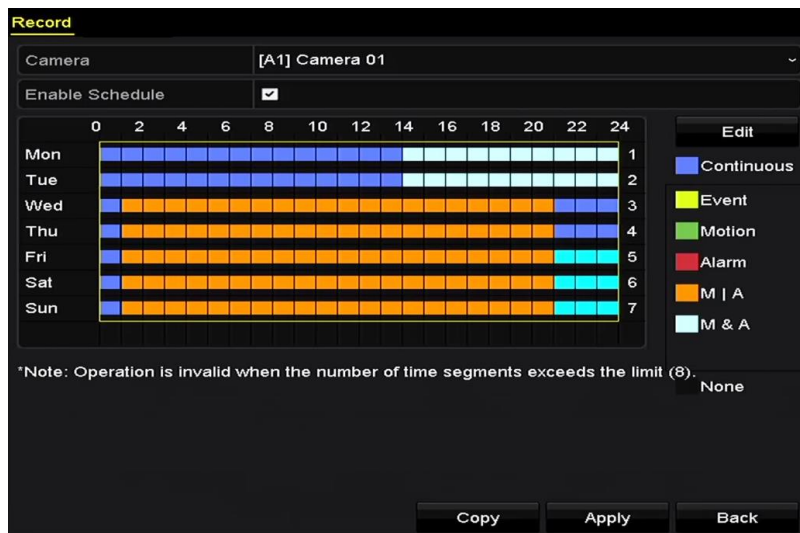 Record
Camera [A1] Camera 01
Enable Schedule
0 2 4 6 8 10 12 14 16 18 20 22 24
Edit
Mon 1
Continuous
Tue 2
Wed 3
Event
Thu 4
Motion
Fri 5
Alarm
Sat 6
M | A
Sun 7
M & A
*Note: Operation is invalid when the number of time segments exceeds the limit (8).
None
Copy Apply Back